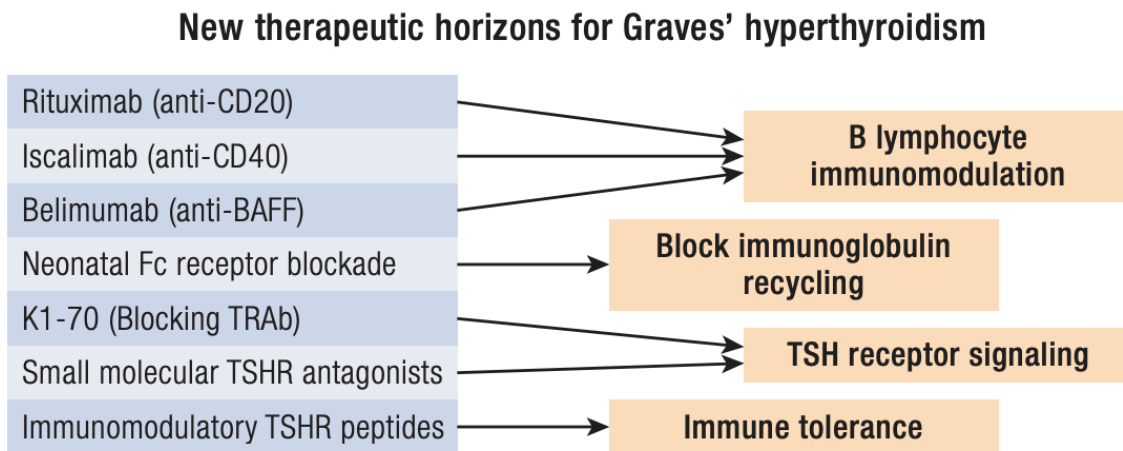 New therapeutic horizons for Graves’ hyperthyroidism
Rituximab (anti-CD20)
Iscalimab (anti-CD40)
Belimumab (anti-BAFF)
Neonatal Fc receptor blockade
K1-70 (Blocking TRAb)
Small molecular TSHR antagonists
Immunomodulatory TSHR peptides
B lymphocyte
immunomodulation
Block immunoglobulin
recycling
TSH receptor signaling
Immune tolerance